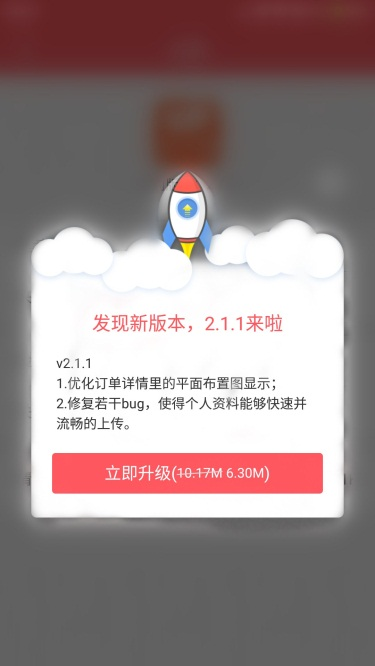 发现新版本，2.1.1来啦
v2.1.1
1.优化订单详情里的平面布置图显示；
2.修复若干bug，使得个人资料能够快速并
流畅的上传。
立即升级(10.17M 6.30M)